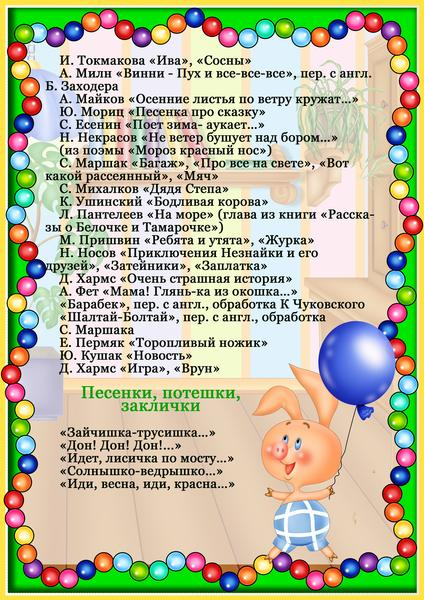 И. Токмакова «Ива», «Сосны»
А. Милн «Винни - Пух и все-все-все», пер. с англ.
Б. Заходера
А. Майков «Осенние листья по ветру кружат...»
Ю. Мориц «Песенка про сказку»
С. Есенин «Поет зима- аукает...»
Н. Некрасов «Не ветер бушует над бором...»
(из поэмы «Мороз красный нос»)
С. Маршак «Багаж», «Про все на свете», «Вот
какой рассеянный», «Мяч»
С. Михалков «Дядя Степа»
К. Ушинский «Бодливая корова»
Л. Пантелеев «На море» (глава из книги «Расска-
зы о Белочке и Тамарочке»)
М. Пришвин «Ребята и утята», «Журка»
Н. Носов «Приключения Незнайки и его
друзей», «Затейники», «Заплатка»
Д. Хармс «Очень страшная история»
А. Фет «Мама! Глянь-ка из окошка...»
«Барабек», пер. с англ., обработка К Чуковского
«Шалтай-Болтай», пер. с англ., обработка
С. Маршака
Е. Пермяк «Торопливый ножик»
Ю. Кушак «Новость»
Д. Хармс «Игра», «Врун»
Песенки, потешки,
заклички
«Зайчишка-трусишка...»
«Дон! Дон! Дон!...»
«Идет, лисичка по мосту...»
«Солнышко-ведрышко...»
«Иди, весна, иди, красна...»